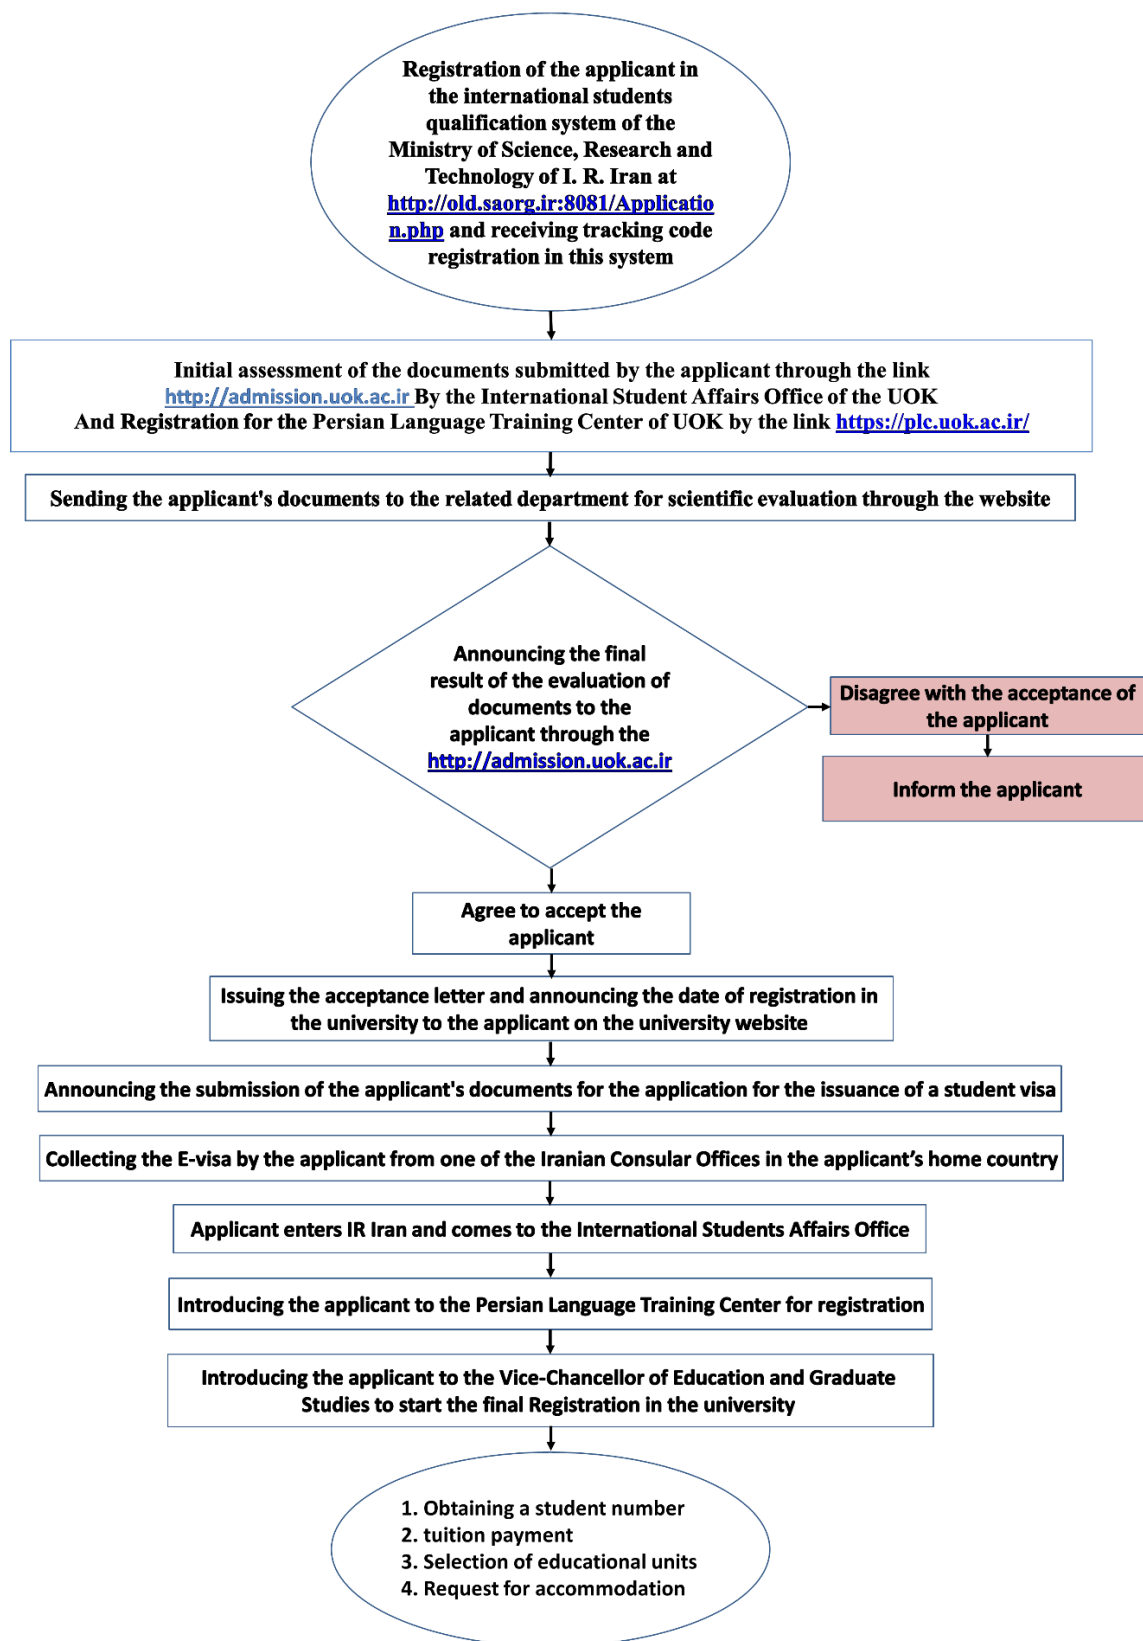 Registration of the applicant in
the international students
qualification system of the
Ministry of Science, Research and
Technology of I. R. Iran at
http://old.saorg.ir:8081/Applicatio
n.php and receiving tracking code
registration in this system
Initial assessment of the documents submitted by the applicant through the link
http://admission.uok.ac.ir By the International Student Affairs Office of the UOK
And Registration for the Persian Language Training Center of UOK by the link https://plc.uok.ac.ir/
Sending the applicant's documents to the related department for scientific evaluation through the website
Announcing the final
result of the evaluation of
documents to the
applicant through the
http://admission.uok.ac.ir
Disagree with the acceptance of
the applicant
Inform the applicant
Agree to accept the
applicant
Issuing the acceptance letter and announcing the date of registration in
the university to the applicant on the university website
Announcing the submission of the applicant's documents for the application for the issuance of a student visa
Collecting the E-visa by the applicant from one of the Iranian Consular Offices in the applicant’s home country
Applicant enters IR Iran and comes to the International Students Affairs Office
Introducing the applicant to the Persian Language Training Center for registration
Introducing the applicant to the Vice-Chancellor of Education and Graduate
Studies to start the final Registration in the university
1. Obtaining a student number
2. tuition payment
3. Selection of educational units
4. Request for accommodation